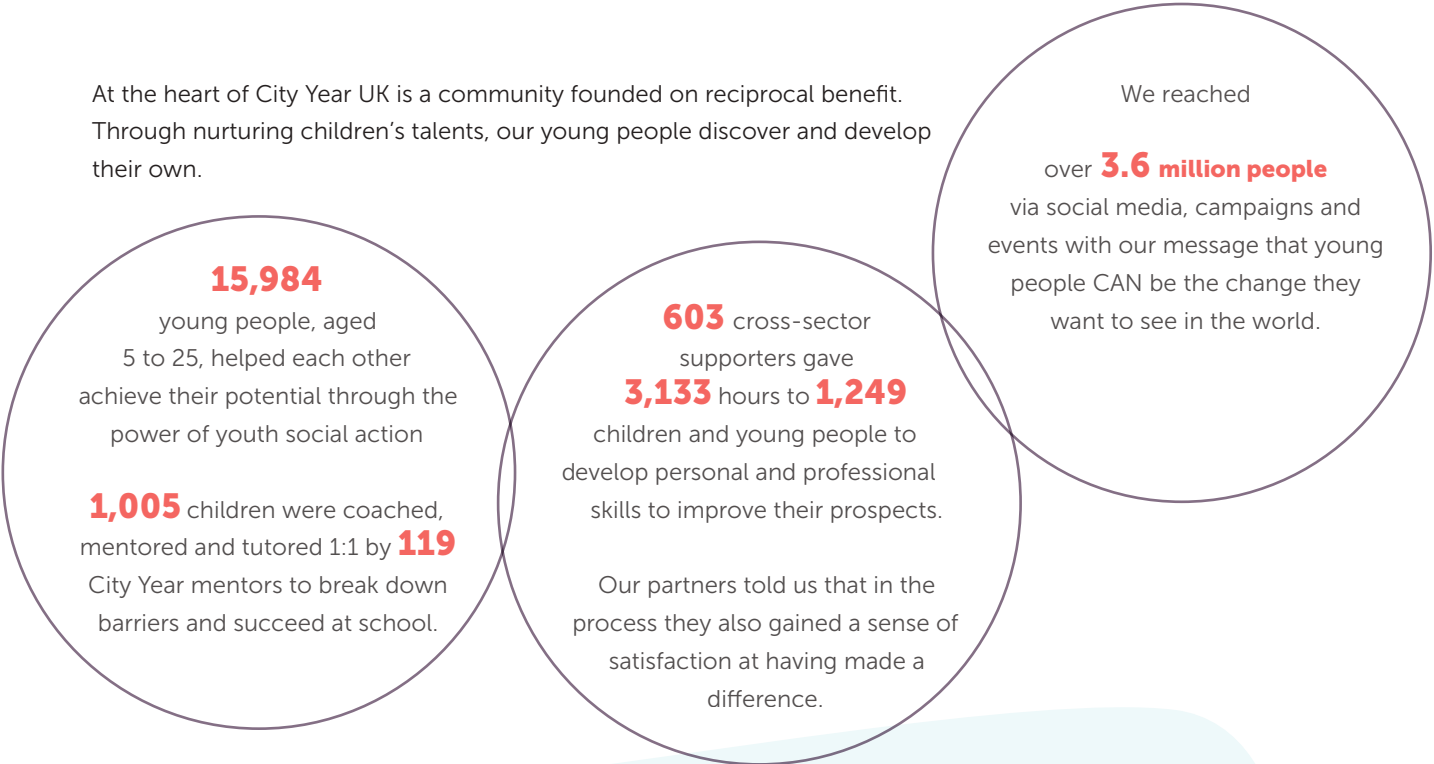 At the heart of City Year UK is a community founded on reciprocal benefit.
Through nurturing children’s talents, our young people discover and develop
their own.
15,984
young people, aged
5 to 25, helped each other
achieve their potential through the
power of youth social action
1,005 children were coached,
mentored and tutored 1:1 by 119
City Year mentors to break down
barriers and succeed at school.
603 cross-sector
supporters gave
3,133 hours to 1,249
children and young people to
develop personal and professional
skills to improve their prospects.
Our partners told us that in the
process they also gained a sense of
satisfaction at having made a
difference.
We reached
over 3.6 million people
via social media, campaigns and
events with our message that young
people CAN be the change they
want to see in the world.